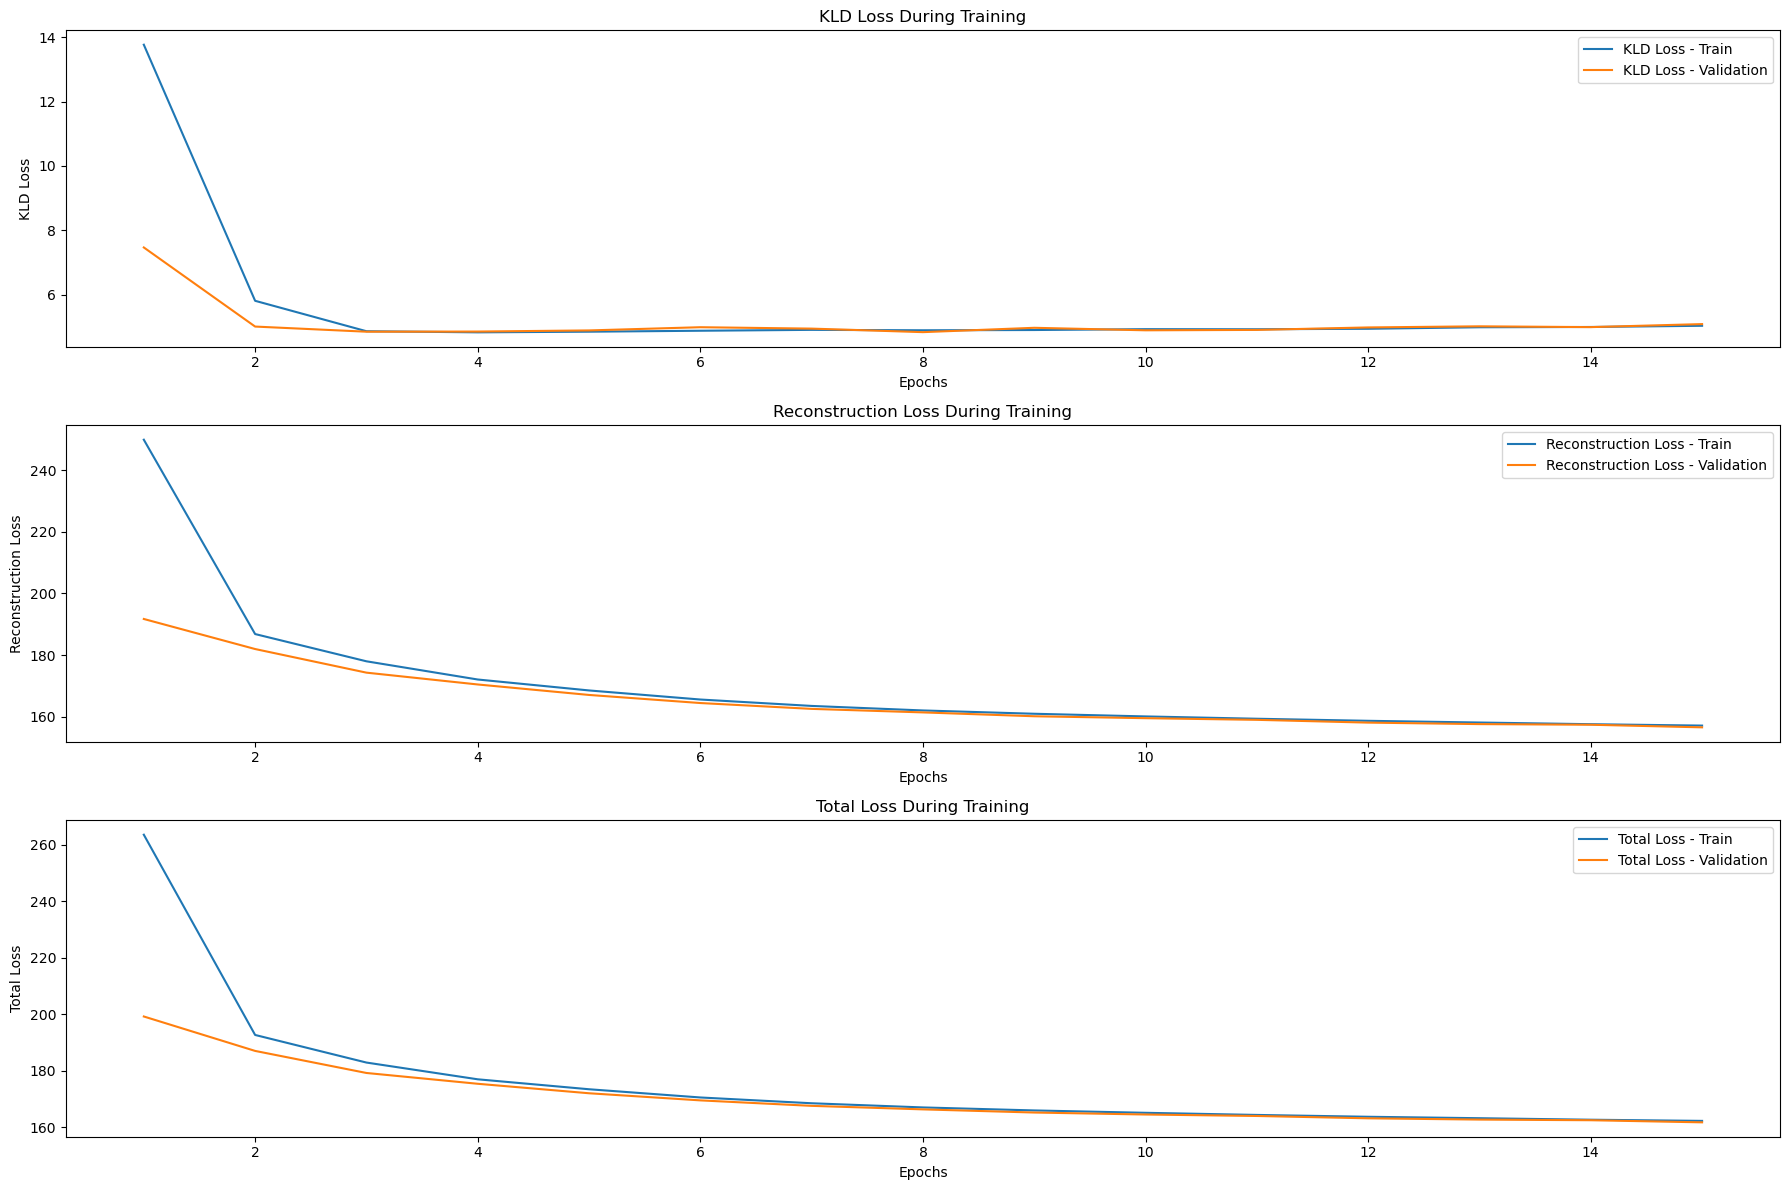 KLD Loss During Training
KLD Loss - Train
KLD Loss - Validation
14
12
10
8
6
KLD Loss
2 4 6 8 10 12 14
Epochs
Reconstruction Loss During Training
Reconstruction Loss - Train
Reconstruction Loss - Validation
240
220
200
180
160
Reconstruction Loss
2 4 6 8 10 12 14
Epochs
Total Loss During Training
Total Loss - Train
Total Loss - Validation
260
240
220
200
180
160
Total Loss
2 4 6 8 10 12 14
Epochs